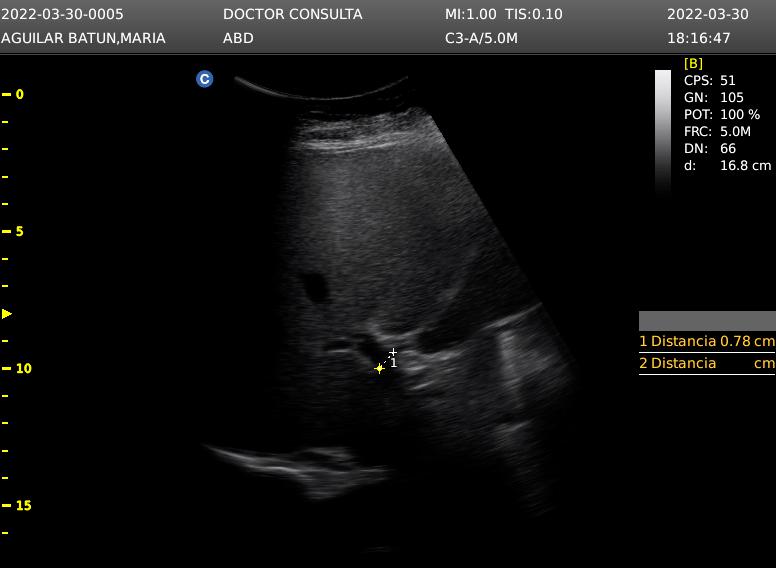 2022-03-30-0005 DOCTOR CONSULTA MI:1.00 TIS:0.10 2022-03-30
AGUILAR BATUN,MARIA ABD C3-A/5.0M 18:16:47
C
[B]
CPS: 51
GN: 105
POT: 100 %
FRC: 5.0M
DN: 66
d: 16.8 cm
0
5
10
15
1
1 Distancia 0.78 cm
2 Distancia cm